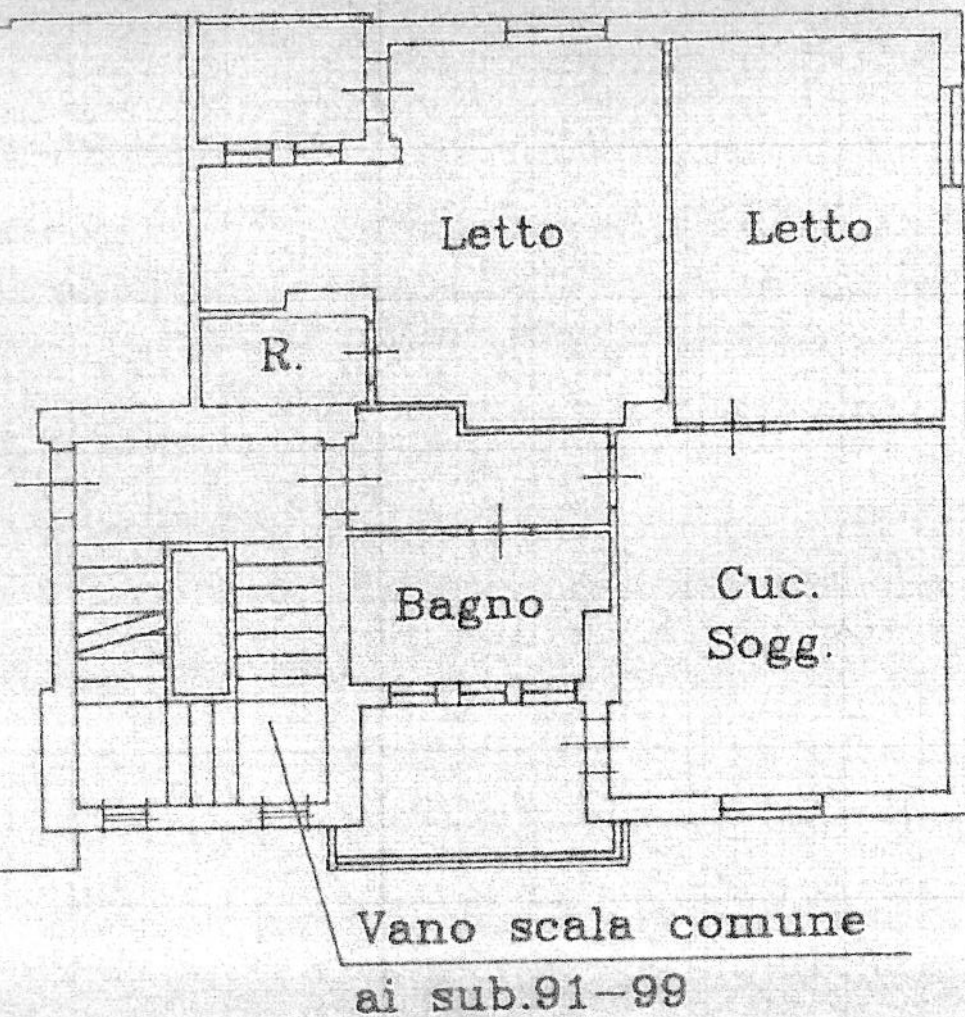 Letto
Letto
R.
Bagno
Cuc.
Sogg.
Vano scala comune
ai sub.91-99